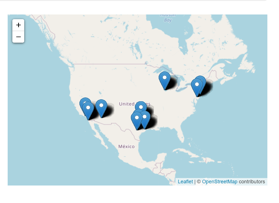 +
−
United
México
Leaflet | © OpenStreetMap contributors